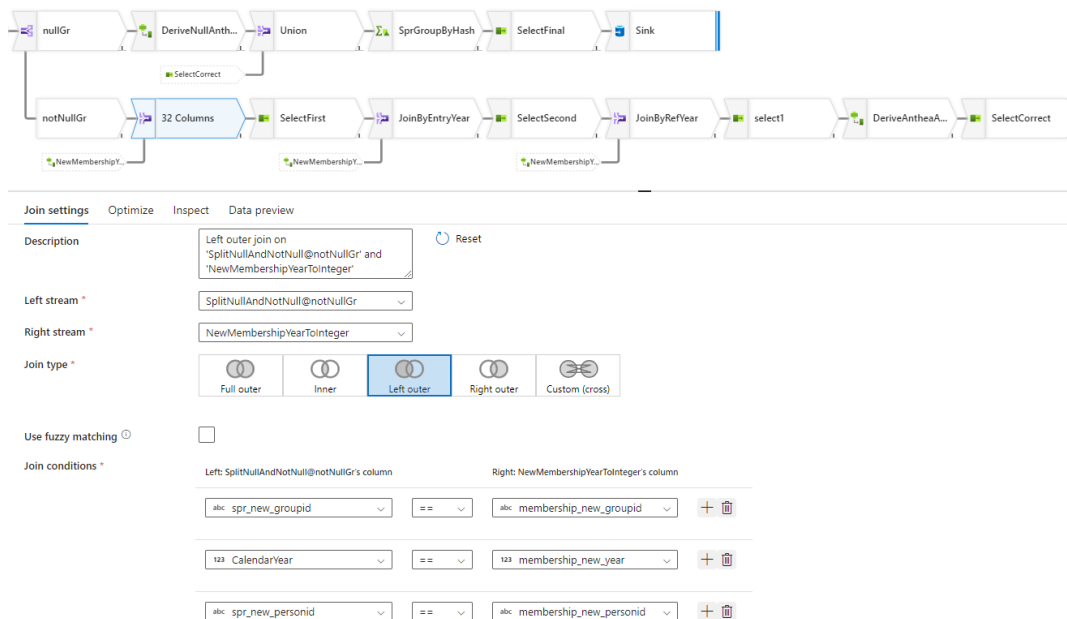 nullGr
DeriveNullAnth...
Union
SprGroupByHash
SelectFinal
Sink
SelectCorrect
notNullGr
32 Columns
SelectFirst
JoinByEntryYear
SelectSecond
JoinByRefYear
select1
DeriveAntheaA...
SelectCorrect
NewMembershipY...
NewMembershipY...
NewMembershipY...
Join settings Optimize Inspect Data preview
Description
Left outer join on
'SplitNullAndNotNull@notNullGr' and
'NewMembershipYearToInteger'
Reset
Left stream *
SplitNullAndNotNull@notNullGr
Right stream *
NewMembershipYearToInteger
Join type *
Full outer
Inner
Left outer
Right outer
Custom (cross)
Use fuzzy matching
Join conditions *
Left: SplitNullAndNotNull@notNullGr's column
Right: NewMembershipYearToInteger's column
abc spr_new_groupid == abc membership_new_groupid
123 CalendarYear == 123 membership_new_year
abc spr_new_personid == abc membership_new_personid